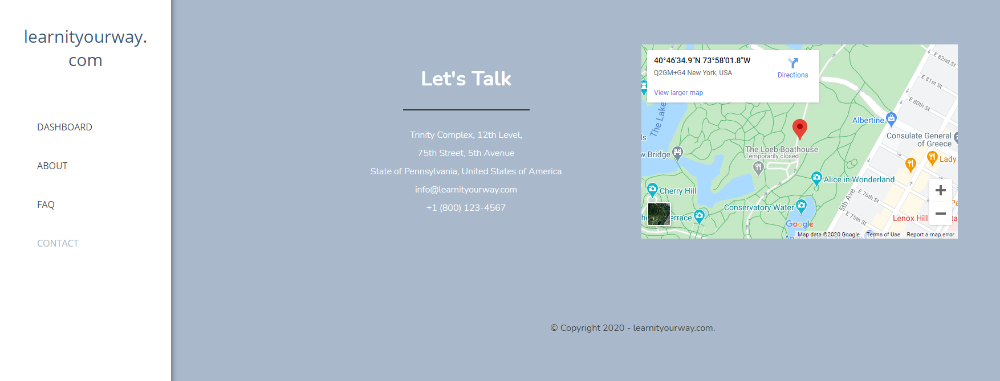 learnityourway.
com
DASHBOARD
ABOUT
FAQ
CONTACT
Let's Talk
Trinity Complex, 12th Level,
75th Street, 5th Avenue
State of Pennsylvania, United States of America
info@learnityourway.com
+1 (800) 123-4567
40°46'34.9"N 73°58'01.8"W
Q2GM+G4 New York, USA
Directions
View larger map
E 82nd St
E 81st St
E 80th St
The Lake
Albertine
Consulate General
of Greece
Bridge
The Loeb Boathouse
Temporarily closed
Lady
Alice in Wonderland
Cherry Hill
5th Ave
E 76th St
Conservatory Water
E 75th St
Lenox Hill
Google
Map data ©2020 Google
Terms of Use
Report a map error
© Copyright 2020 - learnityourway.com.